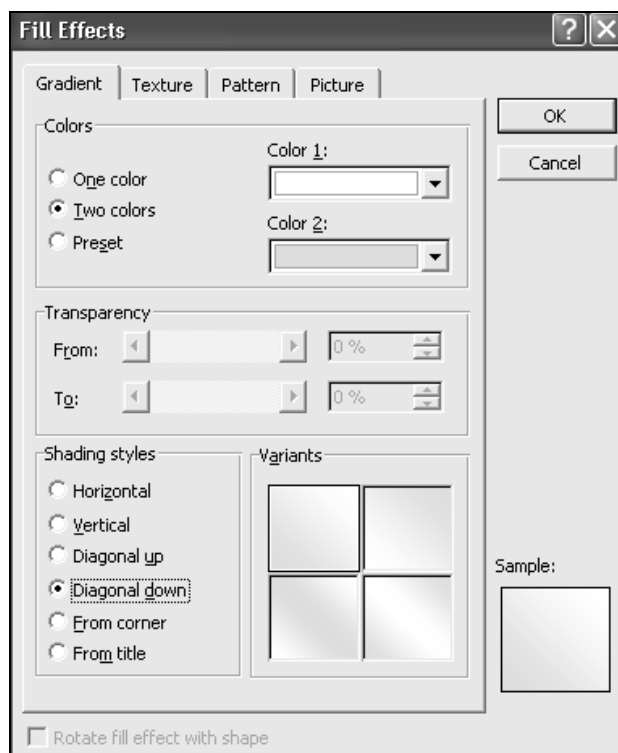 Fill Effects
Gradient Texture Pattern Picture
OK
Cancel
Colors
One color
Two colors
Preset
Color 1:
Color 2:
Transparency
From: 0 %
To: 0 %
Shading styles
Horizontal
Vertical
Diagonal up
Diagonal down
From corner
From title
Variants
Sample:
Rotate fill effect with shape